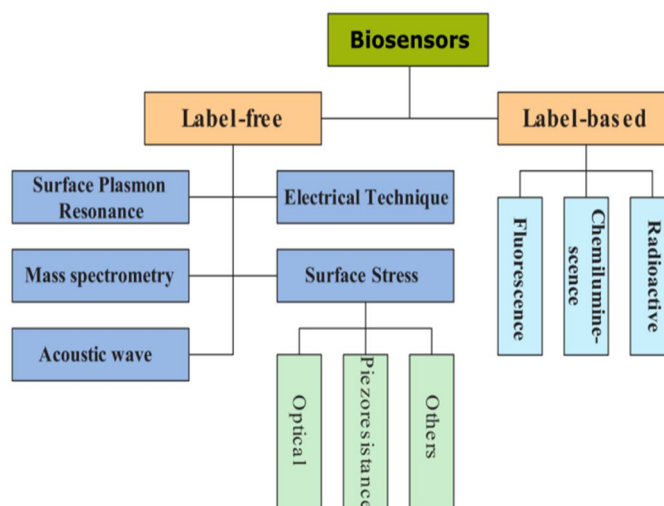 Biosensors
Label-free
Label-based
Surface Plasmon
Resonance
Electrical Technique
Mass spectrometry
Surface Stress
Acoustic wave
Fluorescence
Chemilumine-
scence
Radioactive
Optical
Piezoresistance
Others